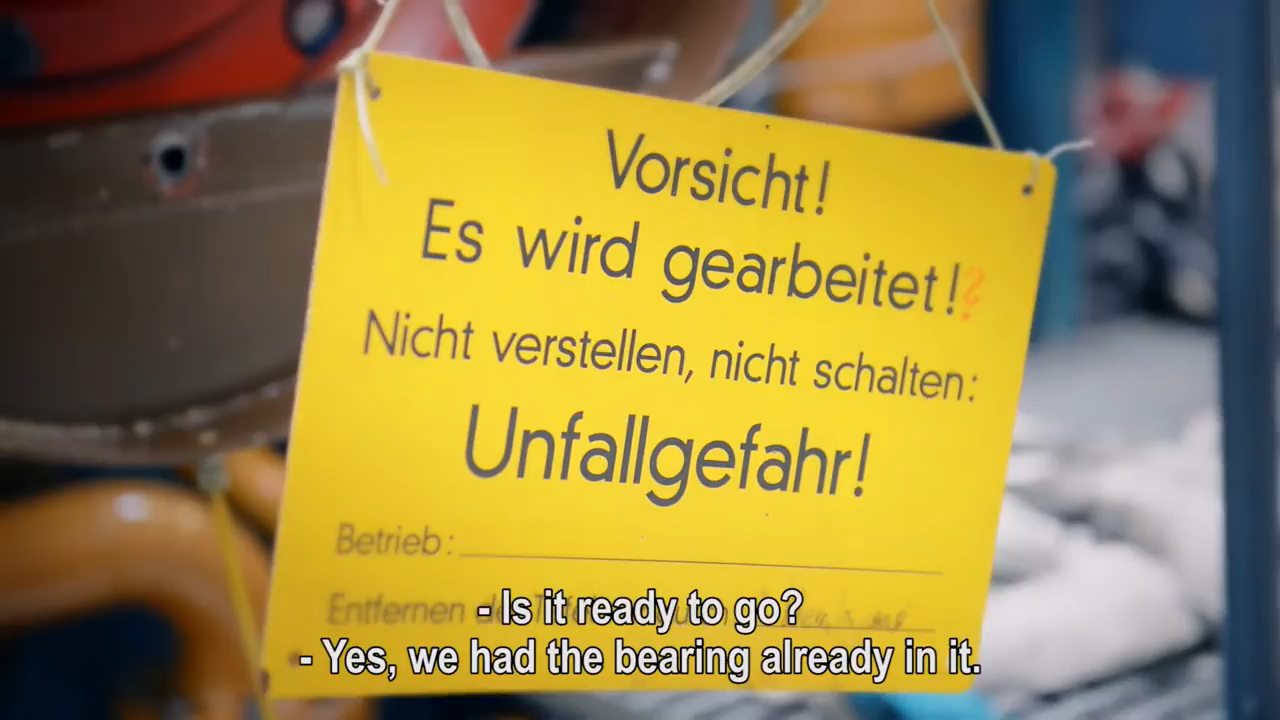 Vorsicht!
Es wird gearbeitet!?
Nicht verstellen, nicht schalten:
Unfallgefahr!
Betrieb:
Entfernen
- Is it ready to go?
- Yes, we had the bearing already in it.